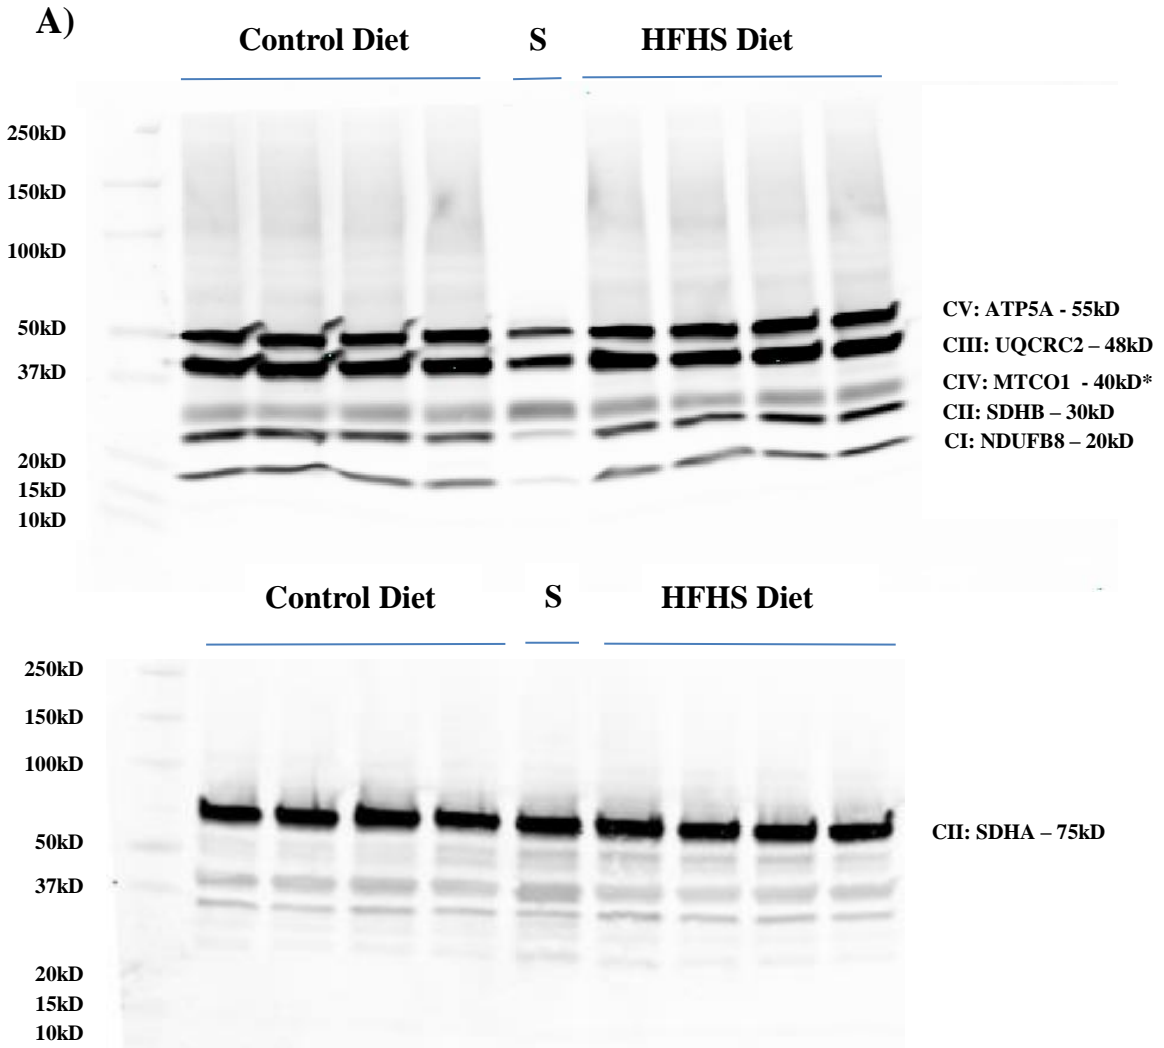 A)
Control Diet S HFHS Diet
250kD
150kD
100kD
50kD
37kD
20kD
15kD
10kD
CV: ATP5A - 55kD
CIII: UQCRC2 – 48kD
CIV: MTCO1 - 40kD*
CII: SDHB – 30kD
CI: NDUFB8 – 20kD
Control Diet S HFHS Diet
250kD
150kD
100kD
50kD
37kD
20kD
15kD
10kD
CII: SDHA – 75kD